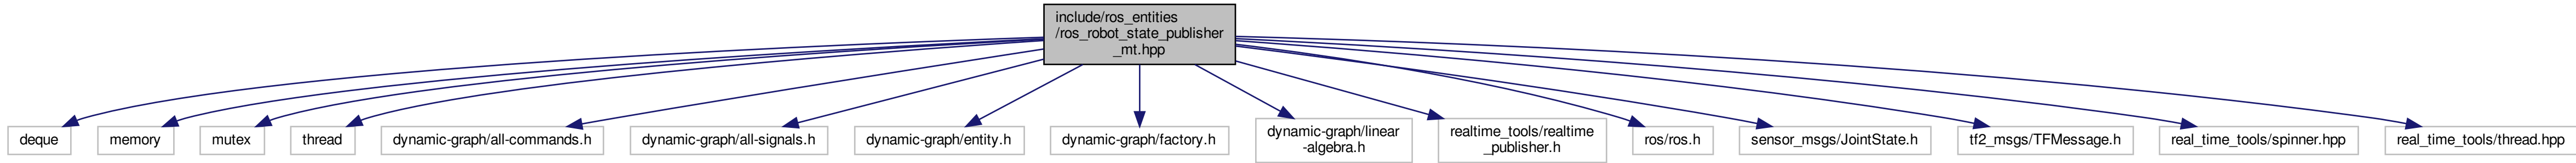 include/ros_entities
/ros_robot_state_publisher
_mt.hpp
deque
memory
mutex
thread
dynamic-graph/all-commands.h
dynamic-graph/all-signals.h
dynamic-graph/entity.h
dynamic-graph/factory.h
dynamic-graph/linear
-algebra.h
realtime_tools/realtime
_publisher.h
ros/ros.h
sensor_msgs/JointState.h
tf2_msgs/TFMessage.h
real_time_tools/spinner.hpp
real_time_tools/thread.hpp